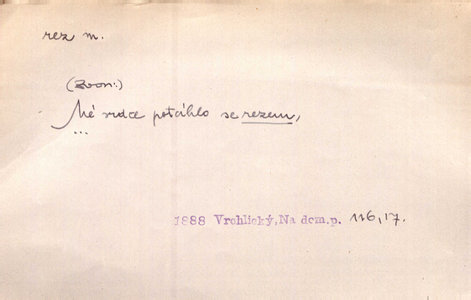 rez m.
(Zvon:)
Mé srdce potáhlo se rezem,
...
1888 Vrchlický, Na dom.p. 116, 17.